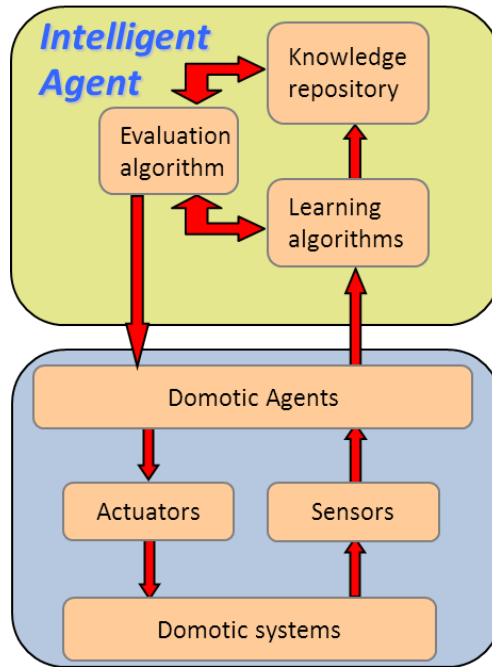 Intelligent
Agent
Knowledge
repository
Evaluation
algorithm
Learning
algorithms
Domotic Agents
Actuators
Sensors
Domotic systems